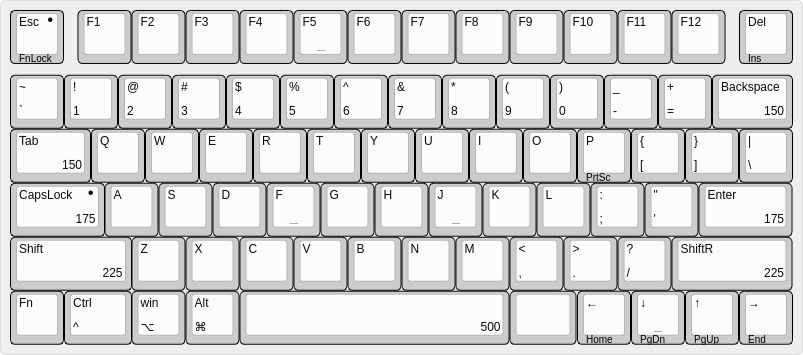 Esc ● F1 F2 F3 F4 F5 F6 F7 F8 F9 F10 F11 F12 Del
FnLock _ Ins
~ ! @ # $ % ^ & * ( ) _ + Backspace
` 1 2 3 4 5 6 7 8 9 0 - = 150
Tab Q W E R T Y U I O P { } |
150 [ ] \
PrtSc
CapsLock ● A S D F G H J K L : " Enter
175 _ _ ; ' 175
Shift Z X C V B N M < > ? ShiftR
225 , . / 225
Fn Ctrl win Alt ← ↓ ↑ →
^ ⌥ ⌘ 500 _
Home PgDn PgUp End